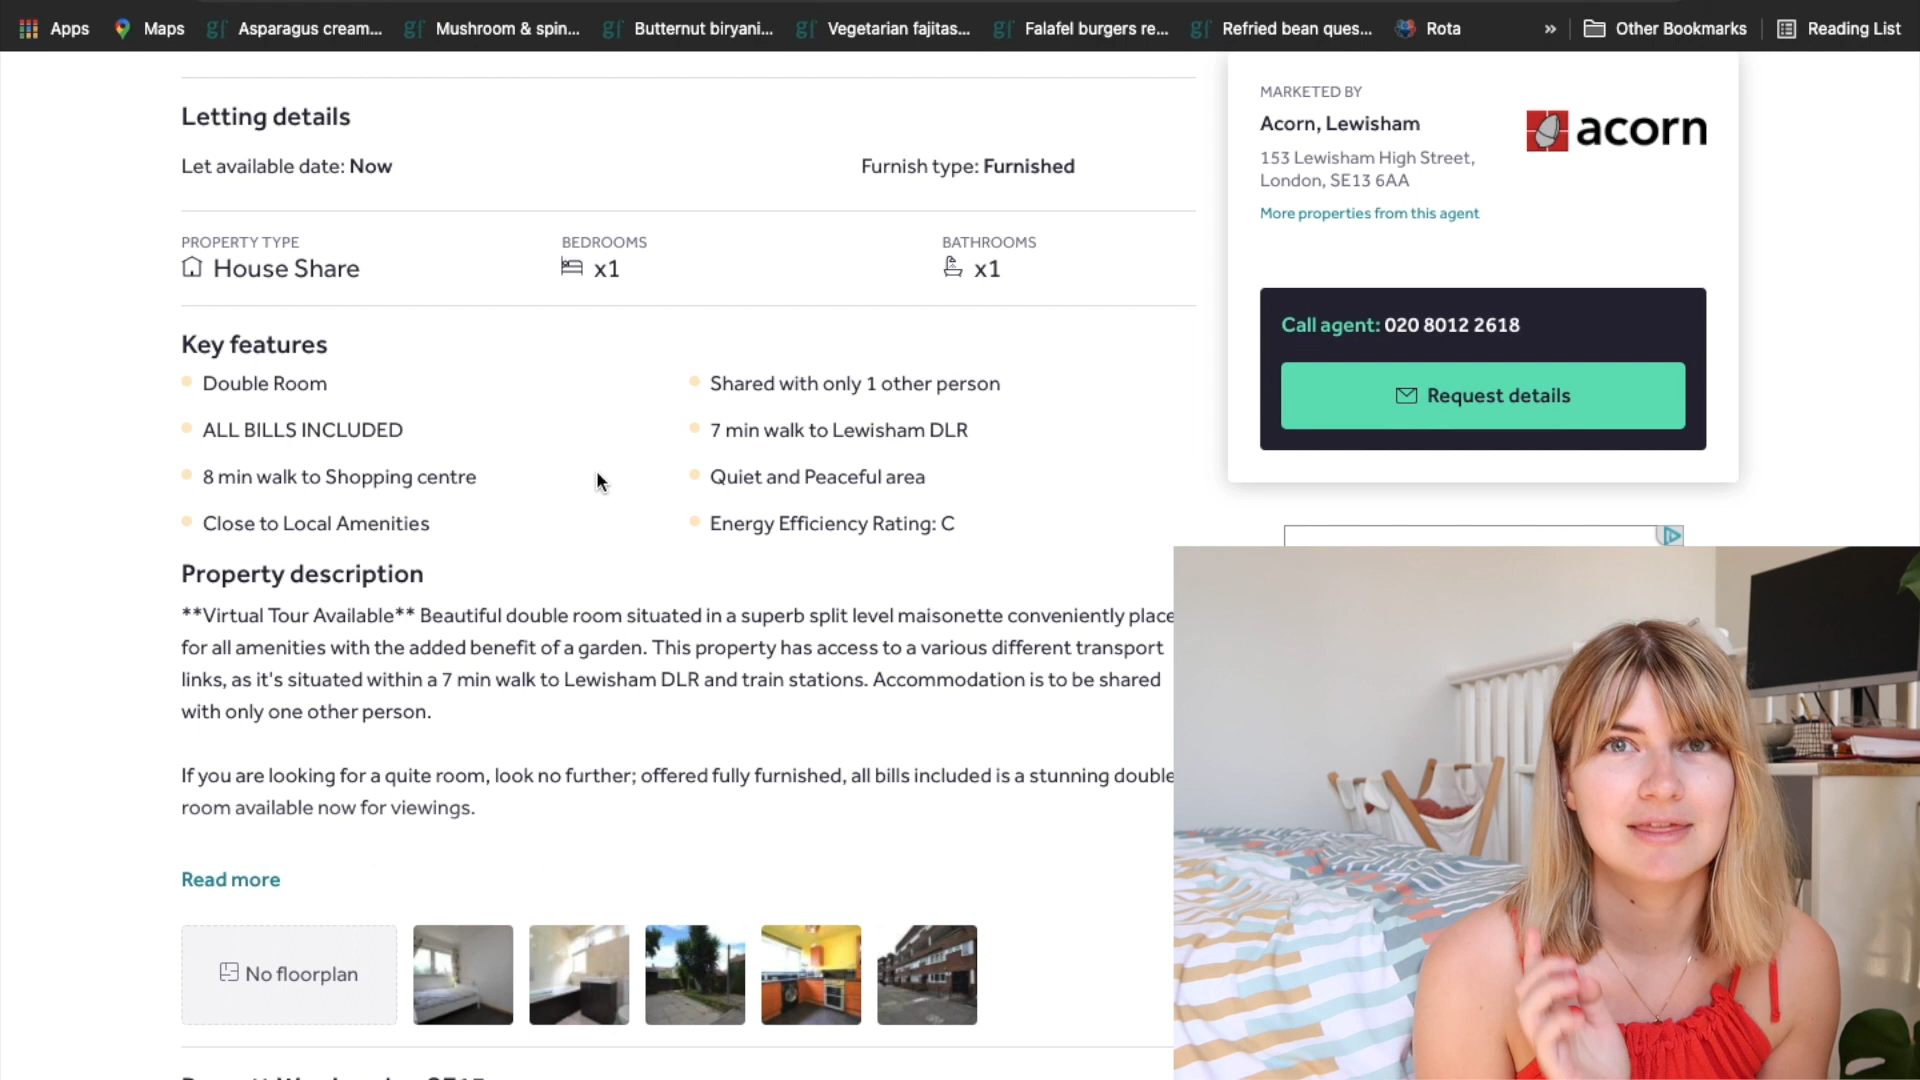 Apps Maps Asparagus cream... Mushroom & spin... Butternut biryani... Vegetarian fajitas... Falafel burgers re... Refried bean ques... Rota » Other Bookmarks Reading List
Letting details
Let available date: Now Furnish type: Furnished
PROPERTY TYPE BEDROOMS BATHROOMS
House Share x1 x1
Key features
Double Room Shared with only 1 other person
ALL BILLS INCLUDED 7 min walk to Lewisham DLR
8 min walk to Shopping centre Quiet and Peaceful area
Close to Local Amenities Energy Efficiency Rating: C
Property description
**Virtual Tour Available** Beautiful double room situated in a superb split level maisonette conveniently place
for all amenities with the added benefit of a garden. This property has access to a various different transport
links, as it's situated within a 7 min walk to Lewisham DLR and train stations. Accommodation is to be shared
with only one other person.
If you are looking for a quite room, look no further; offered fully furnished, all bills included is a stunning double
room available now for viewings.
Read more
No floorplan
MARKETED BY
Acorn, Lewisham
acorn
153 Lewisham High Street,
London, SE13 6AA
More properties from this agent
Call agent: 020 8012 2618
Request details